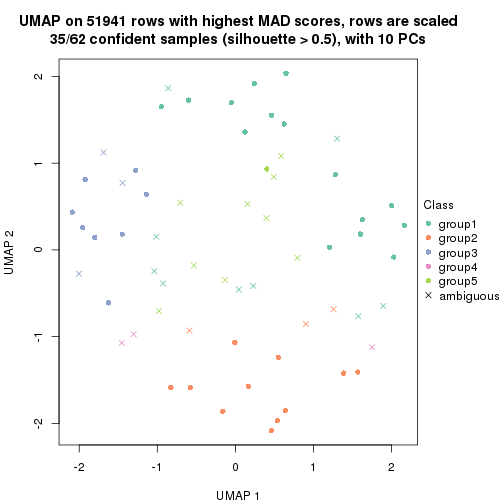 UMAP on 51941 rows with highest MAD scores, rows are scaled
35/62 confident samples (silhouette > 0.5), with 10 PCs
2
1
0
-1
-2
UMAP 2
-2
-1
0
1
2
UMAP 1
Class
group1
group2
group3
group4
group5
ambiguous